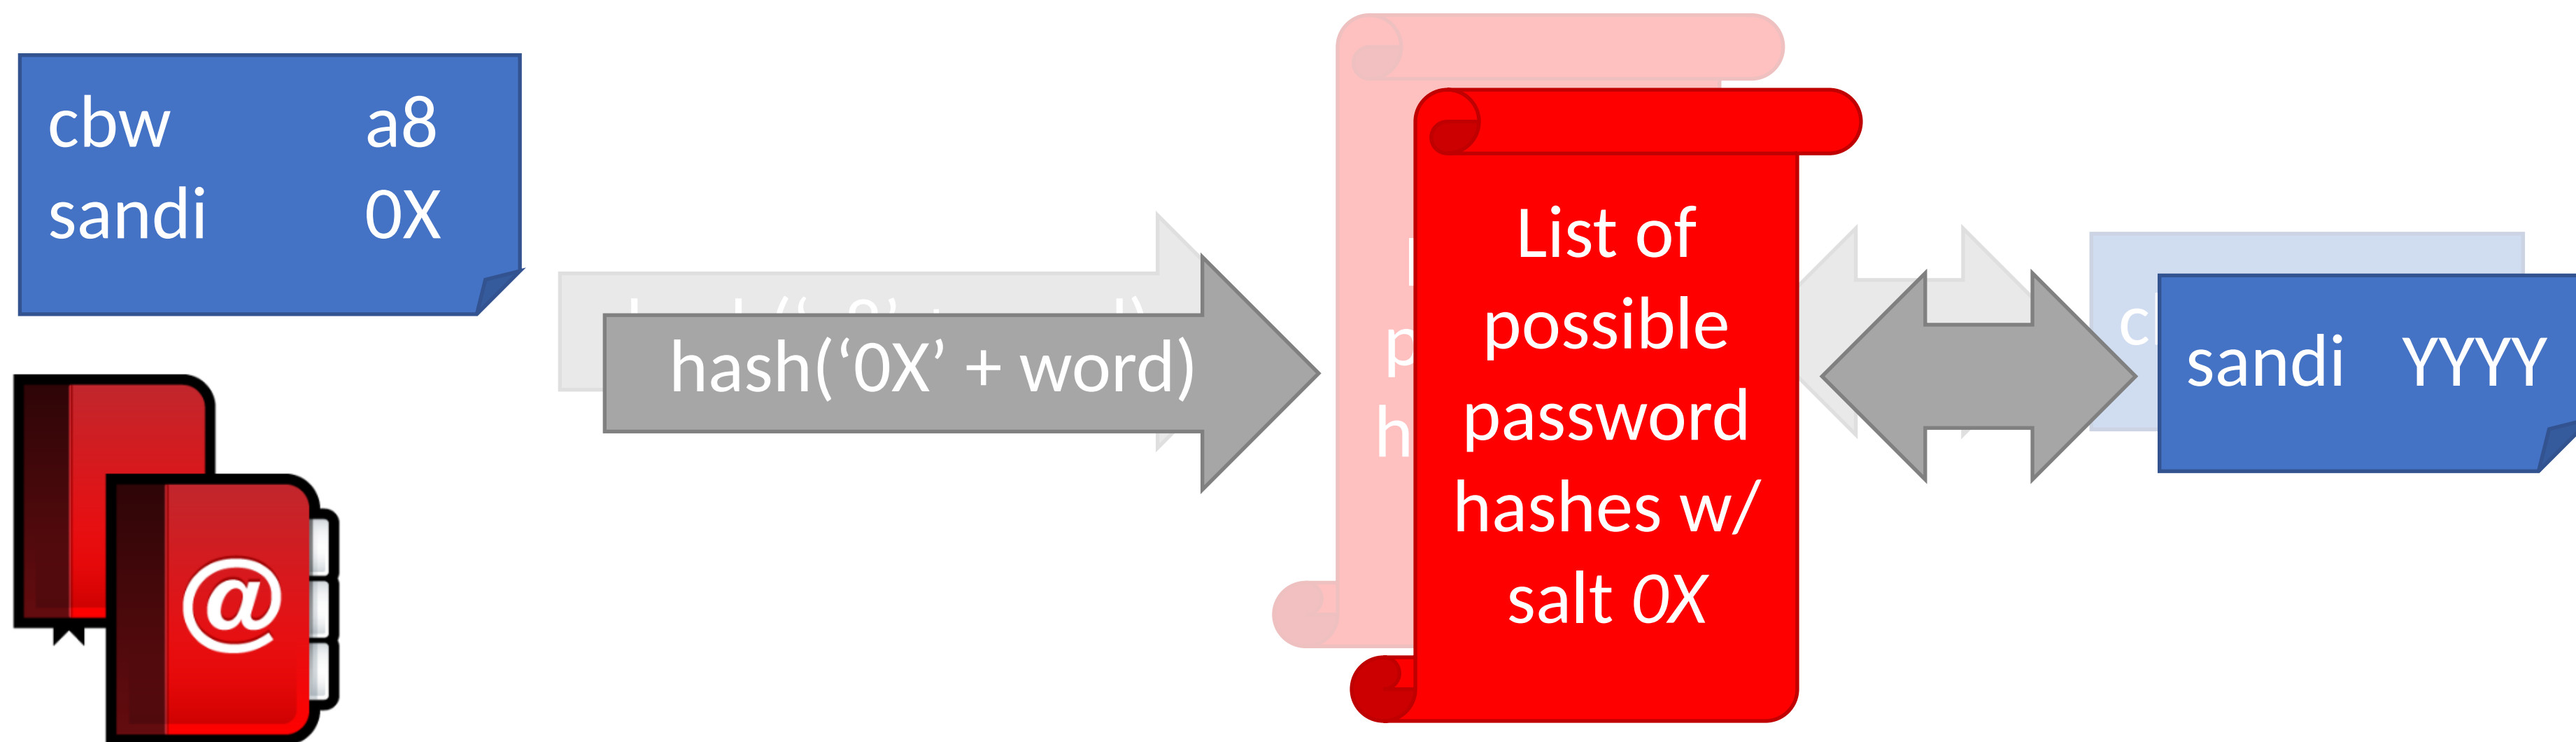 cbw a8
sandi 0X
hash(‘0X’ + word)
List of
possible
password
hashes w/
salt 0X
sandi YYYY
@